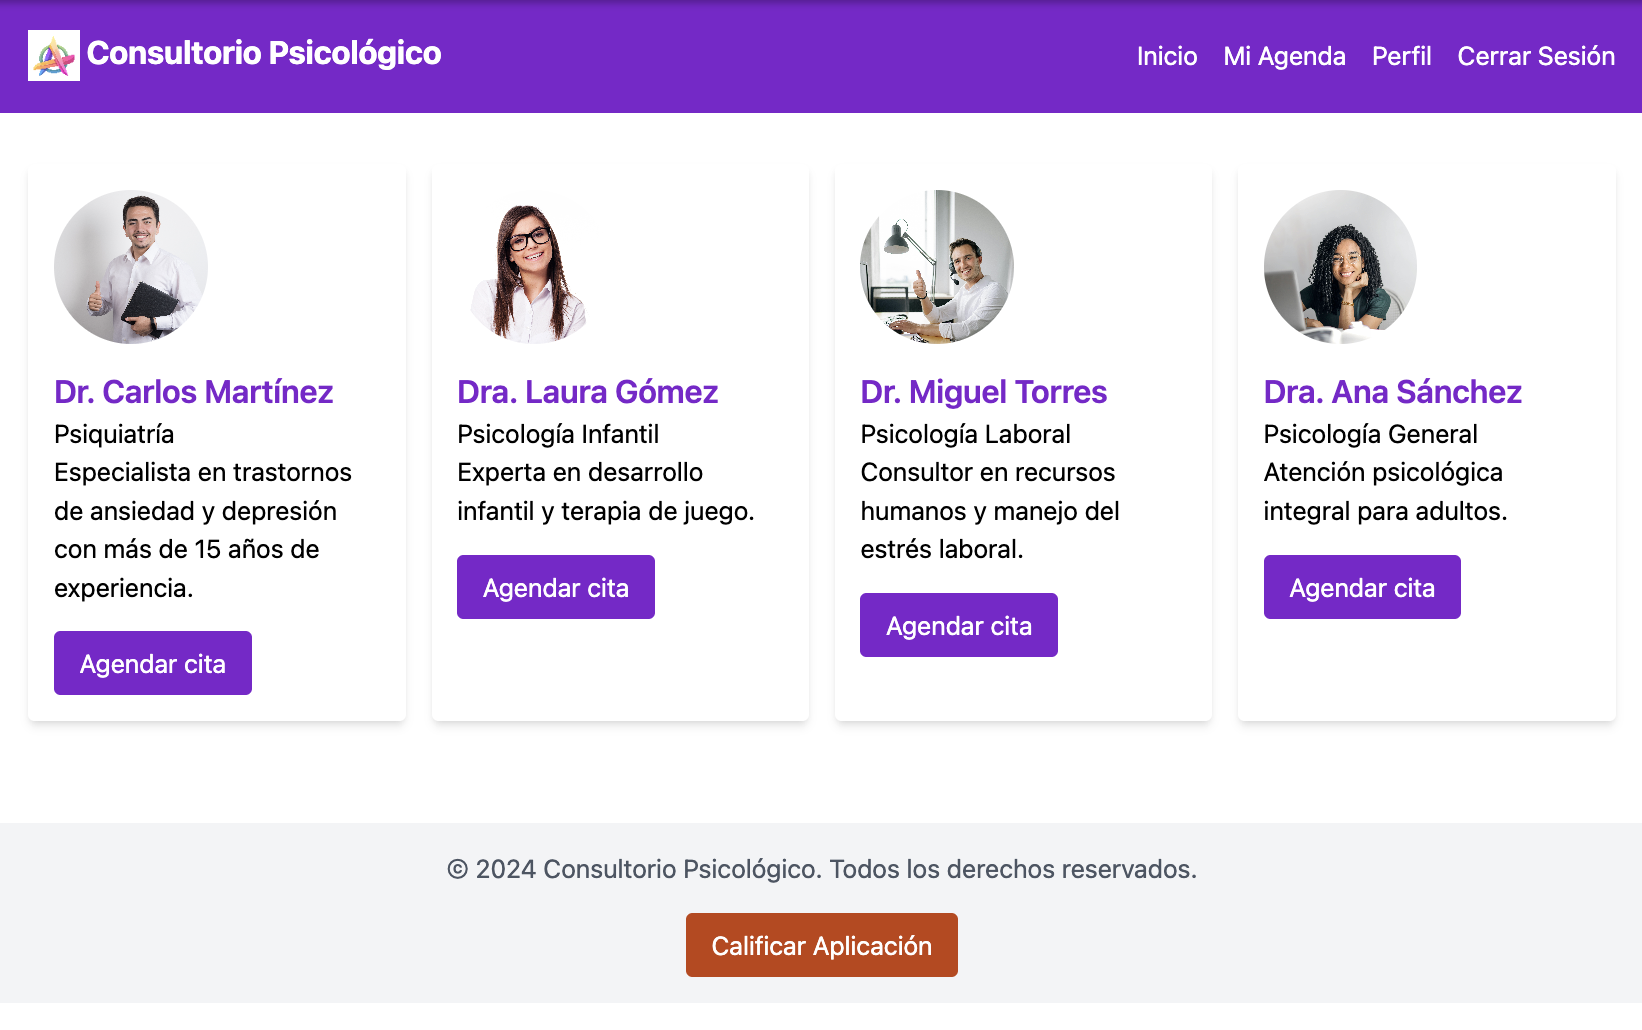 Consultorio Psicológico
Inicio
Mi Agenda
Perfil
Cerrar Sesión
Dr. Carlos Martínez
Psiquiatría
Especialista en trastornos
de ansiedad y depresión
con más de 15 años de
experiencia.
Agendar cita
Dra. Laura Gómez
Psicología Infantil
Experta en desarrollo
infantil y terapia de juego.
Agendar cita
Dr. Miguel Torres
Psicología Laboral
Consultor en recursos
humanos y manejo del
estrés laboral.
Agendar cita
Dra. Ana Sánchez
Psicología General
Atención psicológica
integral para adultos.
Agendar cita
© 2024 Consultorio Psicológico. Todos los derechos reservados.
Calificar Aplicación